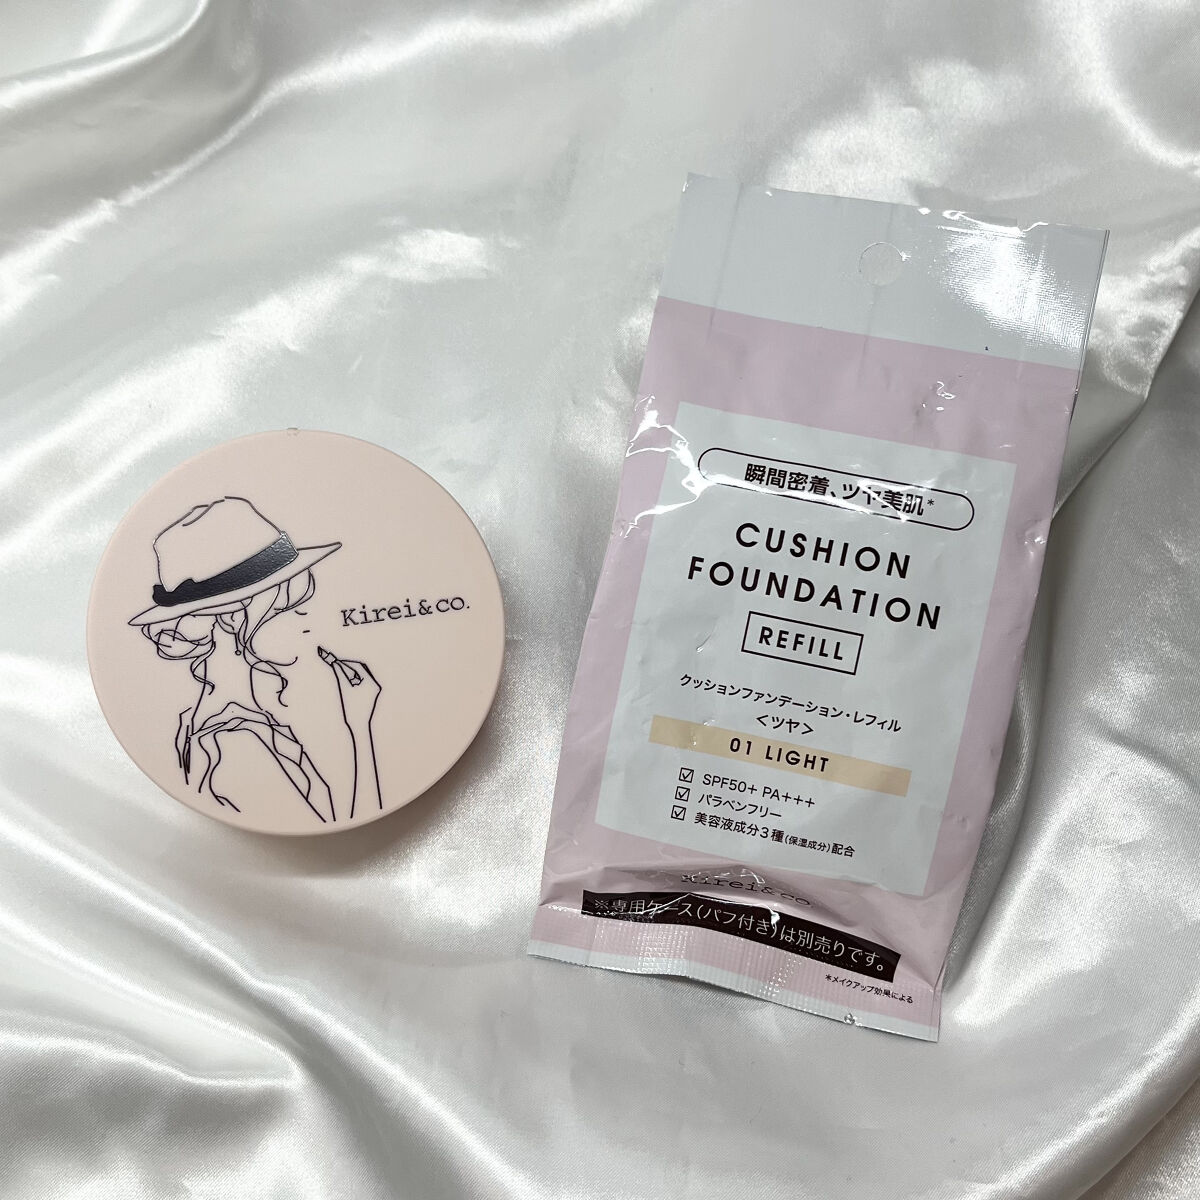 Kirei&co.
瞬間密着、ツヤ美肌*
CUSHION
FOUNDATION
REFILL
クッションファンデーション・レフィル
<ツヤ>
01 LIGHT
☑ SPF50+ PA+++
☑ パラベンフリー
☑ 美容液成分3種(保湿成分)配合
Kirei&co.
※専用ケース(パフ付き)は別売りです。
*メイクアップ効果による